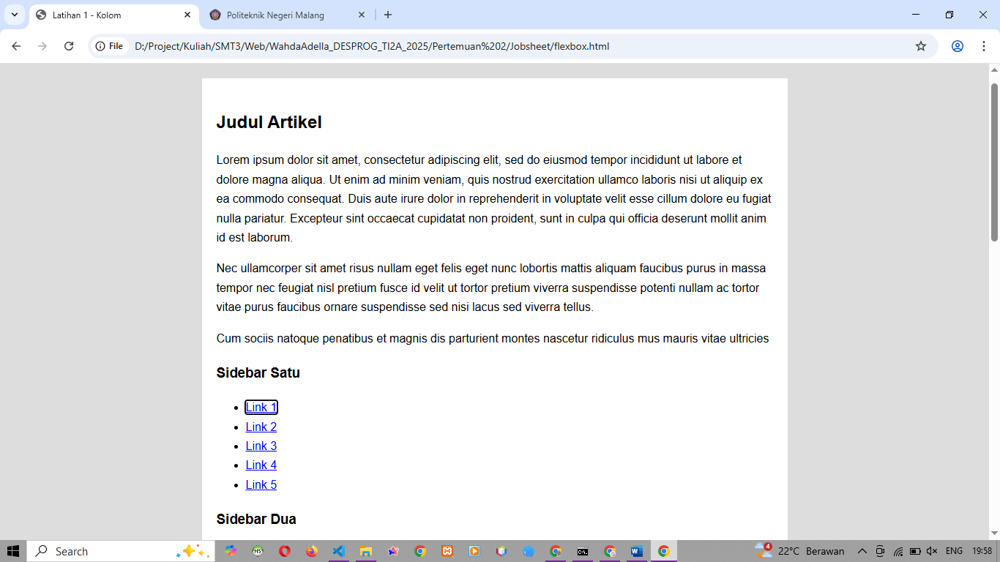 Latihan 1 - Kolom
Politeknik Negeri Malang
File
D:/Project/Kuliah/SMT3/Web/WahdaAdella_DESPROG_TI2A_2025/Pertemuan%202/Jobsheet/flexbox.html
Judul Artikel
Lorem ipsum dolor sit amet, consectetur adipiscing elit, sed do eiusmod tempor incididunt ut labore et
dolore magna aliqua. Ut enim ad minim veniam, quis nostrud exercitation ullamco laboris nisi ut aliquip ex
ea commodo consequat. Duis aute irure dolor in reprehenderit in voluptate velit esse cillum dolore eu fugiat
nulla pariatur. Excepteur sint occaecat cupidatat non proident, sunt in culpa qui officia deserunt mollit anim
id est laborum.
Nec ullamcorper sit amet risus nullam eget felis eget nunc lobortis mattis aliquam faucibus purus in massa
tempor nec feugiat nisl pretium fusce id velit ut tortor pretium viverra suspendisse potenti nullam ac tortor
vitae purus faucibus ornare suspendisse sed nisi lacus sed viverra tellus.
Cum sociis natoque penatibus et magnis dis parturient montes nascetur ridiculus mus mauris vitae ultricies
Sidebar Satu
Link 1
Link 2
Link 3
Link 4
Link 5
Sidebar Dua
Search
HS
4
22°C Berawan
ENG
19:58